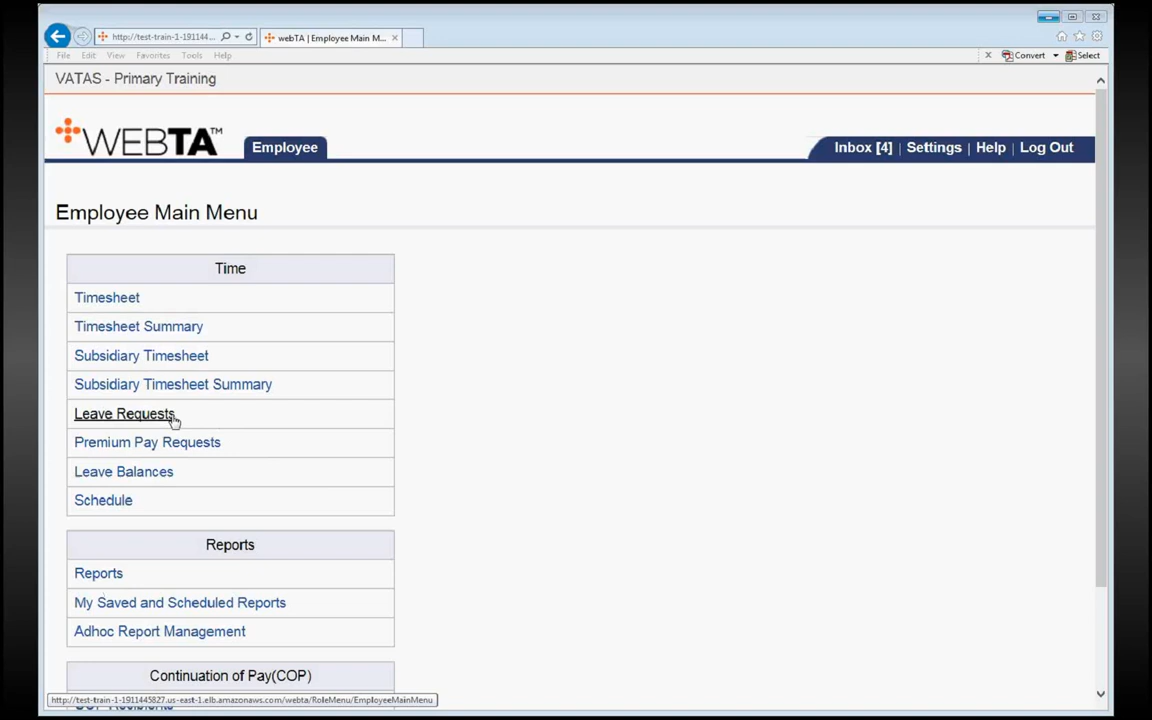 http://test-train-1-19114...
webTA | Employee Main M...
File Edit View Favorites Tools Help
Convert Select
VATAS - Primary Training
WEBTA™ Employee Inbox [4] | Settings | Help | Log Out
Employee Main Menu
Time
Timesheet
Timesheet Summary
Subsidiary Timesheet
Subsidiary Timesheet Summary
Leave Requests
Premium Pay Requests
Leave Balances
Schedule
Reports
Reports
My Saved and Scheduled Reports
Adhoc Report Management
Continuation of Pay(COP)
http://test-train-1-1911445827.us-east-1.elb.amazonaws.com/webta/RoleMenu/EmployeeMainMenu